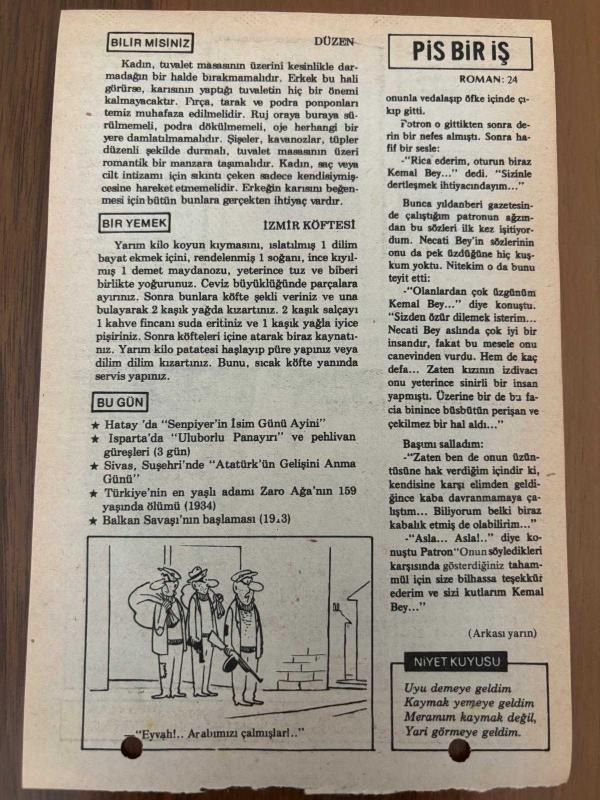 BİLİR MİSİNİZ
DÜZEN
Kadın, tuvalet masasının üzerini kesinlikle dar-
madağın bir halde bırakmamalıdır. Erkek bu hali
görürse, karısının yaptığı tuvaletin hiç bir önemi
kalmayacaktır. Fırça, tarak ve podra ponponları
temiz muhafaza edilmelidir. Ruj oraya buraya sü-
rülmemeli, podra dökülmemeli, oje herhangi bir
yere damlatılmamalıdır. Şişeler, kavanozlar, tüpler
düzenli şekilde durmalı, tuvalet masasının üzeri
romantik bir manzara taşımalıdır. Kadın, saç veya
cilt intizamı için sıkıntı çeken sadece kendisiymiş-
cesine hareket etmemelidir. Erkeğin karısını beğen-
mesi için bütün bunlara gerçekten ihtiyaç vardır.
BİR YEMEK
İZMİR KÖFTESİ
Yarım kilo koyun kıymasını, ıslatılmış 1 dilim
bayat ekmek içini, rendelenmiş 1 soğanı, ince kıyıl-
mış 1 demet maydanozu, yeterince tuz ve biberi
birlikte yoğurunuz. Ceviz büyüklüğünde parçalara
ayırınız. Sonra bunlara köfte şekli veriniz ve una
bulayarak 2 kaşık yağda kızartınız. 2 kaşık salçayı
1 kahve fincanı suda eritiniz ve 1 kaşık yağla iyice
pişiriniz. Sonra köfteleri içine atarak biraz kaynatı-
nız. Yarım kilo patatesi haşlayıp püre yapınız veya
dilim dilim kızartınız. Bunu, sıcak köfte yanında
servis yapınız.
BU GÜN
★ Hatay 'da "Senpiyer'in İsim Günü Ayini"
★ Isparta'da "Uluborlu Panayırı" ve pehlivan
güreşleri (3 gün)
★ Sivas, Suşehri'nde "Atatürk'ün Gelişini Anma
Günü"
★ Türkiye'nin en yaşlı adamı Zaro Ağa'nın 159
yaşında ölümü (1934)
★ Balkan Savaşı'nın başlaması
—"Eyvah!.. Arabımızı çalmışlar!.."
PİS BİR İŞ
ROMAN: 24
onunla vedalaşıp öfke içinde çı-
kıp gitti.
Patron o gittikten sonra de-
rin bir nefes almıştı. Sonra ha-
fif bir sesle:
-"Rica ederim, oturun biraz
Kemal Bey..." dedi. "Sizinle
dertleşmek ihtiyacındayım..."
Bunca yıldanberi gazetesin-
de çalıştığım patronun ağzın-
dan bu sözleri ilk kez işitiyor-
dum. Necati Bey'in sözlerinin
onu da pek üzdüğüne hiç kuş-
kum yoktu. Nitekim o da bunu
teyit etti:
-"Olanlardan çok üzgünüm
Kemal Bey..." diye konuştu.
"Sizden özür dilemek isterim...
Necati Bey aslında çok iyi bir
insandır, fakat bu mesele onu
canevinden vurdu. Hem de kaç
defa... Zaten kızının izdivacı
onu yeterince sinirli bir insan
yapmıştı. Üzerine bir de bu fa-
cia binince büsbütün perişan ve
çekilmez bir hal aldı..."
Başımı salladım:
-"Zaten ben de onun üzün-
tüsüne hak verdiğim içindir ki,
kendisine karşı elimden geldi-
ğince kaba davranmamaya ça-
lıştım... Biliyorum belki biraz
kabalık etmiş de olabilirim..."
-"Asla... Asla!.." diye ko-
nuştu Patron"Onun söyledikleri
karşısında gösterdiğiniz taham-
mül için size bilhassa teşekkür
ederim ve sizi kutlarım Kemal
Bey..."
(Arkası yarın)
NİYET KUYUSU
Uyu demeye geldim
Kaymak yemeye geldim
Meramım kaymak değil,
Yari görmeye geldim.